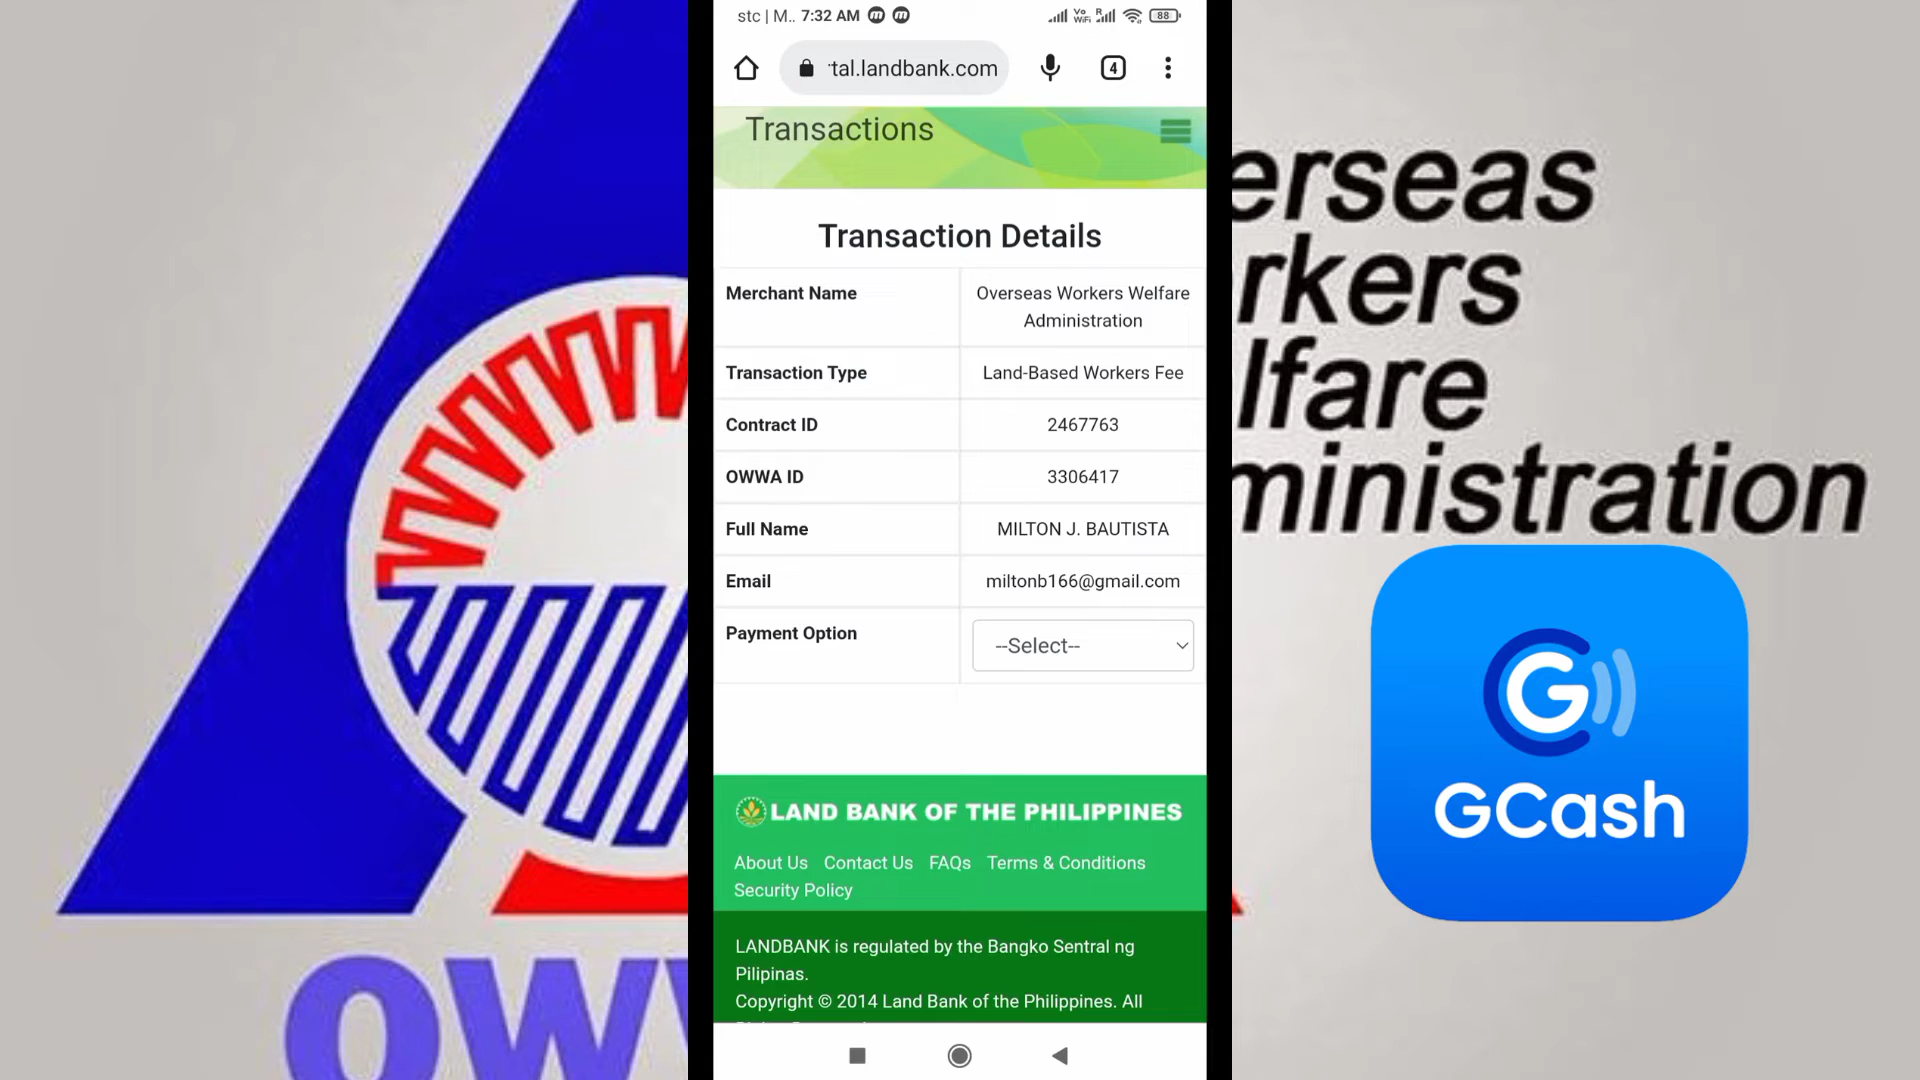 stc | M.. 7:32 AM
Vo
WiFi
R
88
'tal.landbank.com
4
Transactions
Transaction Details
Merchant Name
Overseas Workers Welfare
Administration
Transaction Type
Land-Based Workers Fee
Contract ID
2467763
OWWA ID
3306417
Full Name
MILTON J. BAUTISTA
Email
miltonb166@gmail.com
Payment Option
--Select--
LAND BANK OF THE PHILIPPINES
About Us Contact Us FAQs Terms & Conditions
Security Policy
LANDBANK is regulated by the Bangko Sentral ng
Pilipinas.
Copyright © 2014 Land Bank of the Philippines. All
erseas
rkers
lfare
ministration
G
GCash
OW